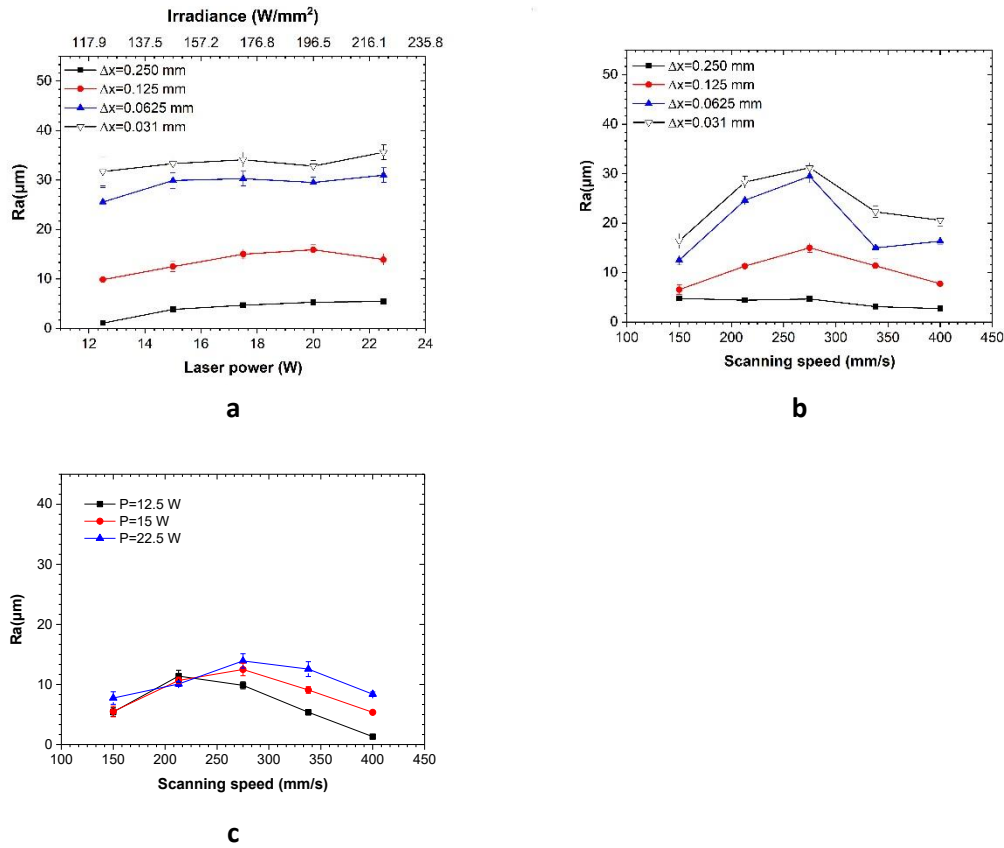 Irradiance (W/mm²)
117.9 137.5 157.2 176.8 196.5 216.1 235.8
50
40
30
20
10
0
Ra(µm)
Δx=0.250 mm
Δx=0.125 mm
Δx=0.0625 mm
Δx=0.031 mm
12 14 16 18 20 22 24
Laser power (W)
a
50
40
30
20
10
0
Ra(µm)
Δx=0.250 mm
Δx=0.125 mm
Δx=0.0625 mm
Δx=0.031 mm
100 150 200 250 300 350 400 450
Scanning speed (mm/s)
b
40
30
20
10
0
Ra(µm)
P=12.5 W
P=15 W
P=22.5 W
100 150 200 250 300 350 400 450
Scanning speed (mm/s)
c